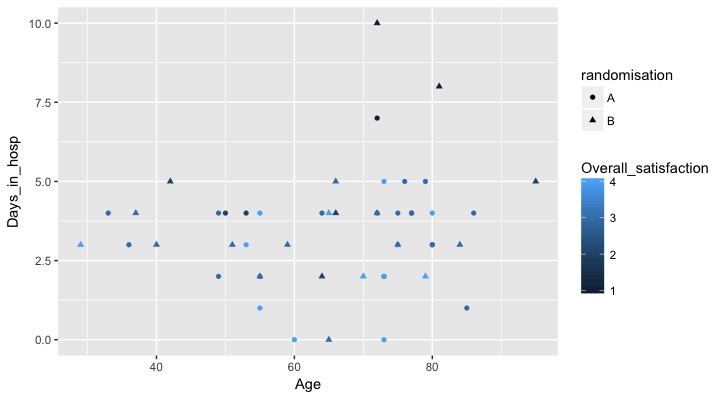 10.0
7.5
5.0
2.5
0.0
Days_in_hosp
40 60 80
Age
randomisation
A
B
Overall_satisfaction
4
3
2
1